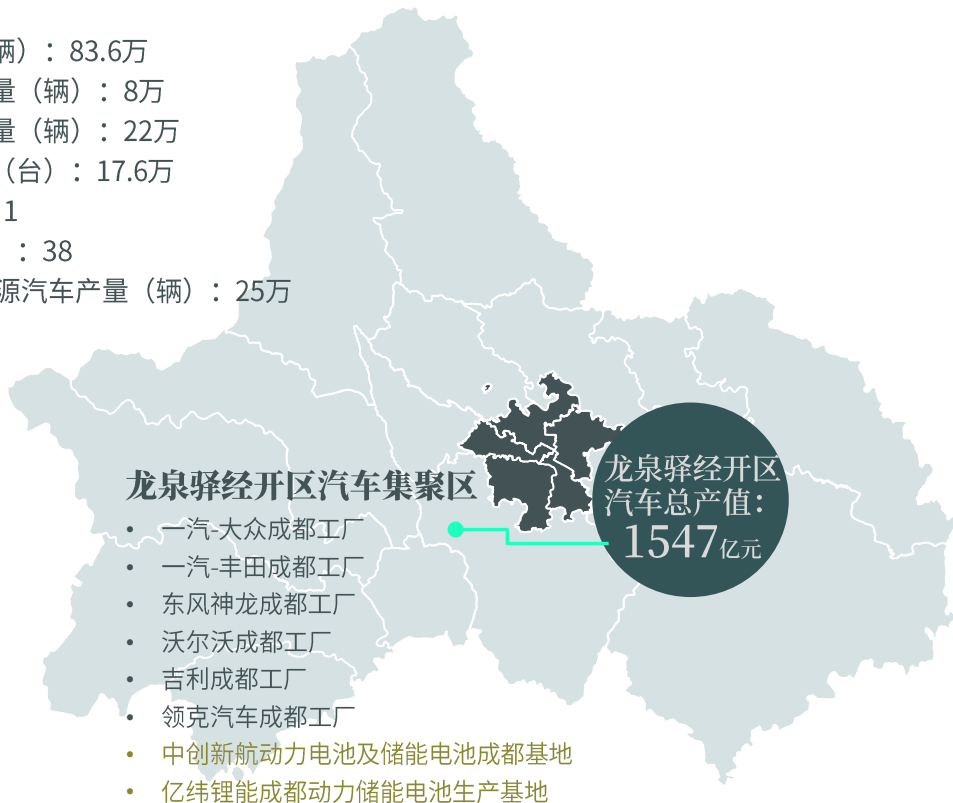 辆）：83.6万
量（辆）：8万
量（辆）：22万
（台）：17.6万
1
：38
源汽车产量（辆）：25万
龙泉驿经开区
汽车总产值：
1547亿元
龙泉驿经开区汽车集聚区
• 一汽-大众成都工厂
• 一汽-丰田成都工厂
• 东风神龙成都工厂
• 沃尔沃成都工厂
• 吉利成都工厂
• 领克汽车成都工厂
• 中创新航动力电池及储能电池成都基地
• 亿纬锂能成都动力储能电池生产基地